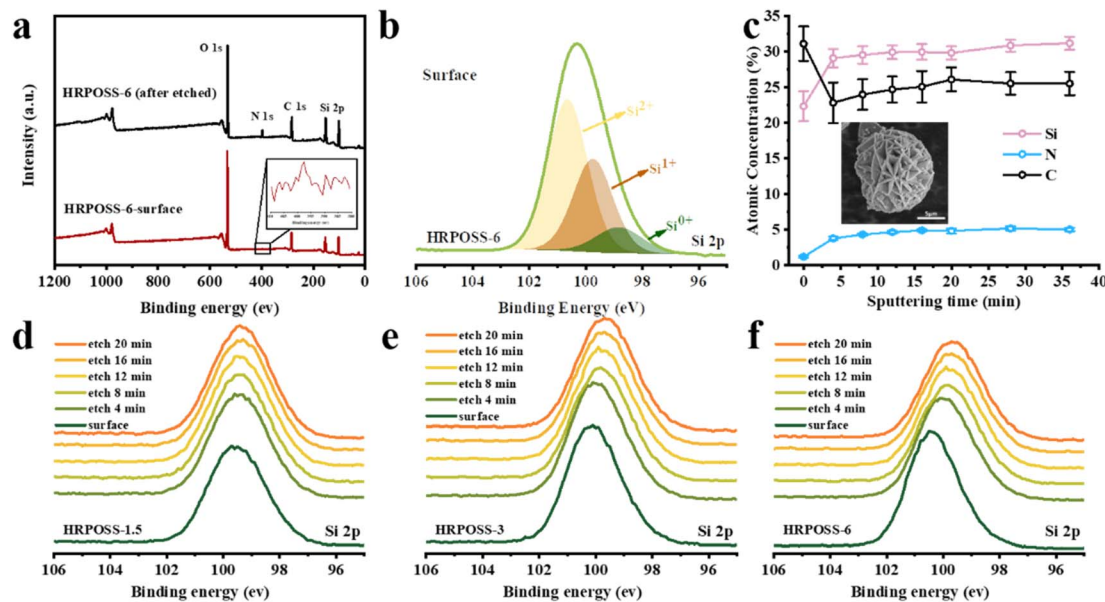 a
O 1s
HRPOSS-6 (after etched)
N 1s
C 1s
Si 2p
HRPOSS-6-surface
Intensity (a.u.)
1200 1000 800 600 400 200 0
Binding energy (ev)
b
Surface
Si2+
Si1+
Si0+
HRPOSS-6
Si 2p
106 104 102 100 98 96
Binding Energy (eV)
c
Atomic Concentration (%)
35
30
25
20
15
10
5
0
Si
N
C
5μm
0 5 10 15 20 25 30 35 40
Sputtering time (min)
d
etch 20 min
etch 16 min
etch 12 min
etch 8 min
etch 4 min
surface
HRPOSS-1.5
Si 2p
106 104 102 100 98 96
Binding energy (ev)
e
etch 20 min
etch 16 min
etch 12 min
etch 8 min
etch 4 min
surface
HRPOSS-3
Si 2p
106 104 102 100 98 96
Binding energy (ev)
f
etch 20 min
etch 16 min
etch 12 min
etch 8 min
etch 4 min
surface
HRPOSS-6
Si 2p
106 104 102 100 98 96
Binding energy (ev)